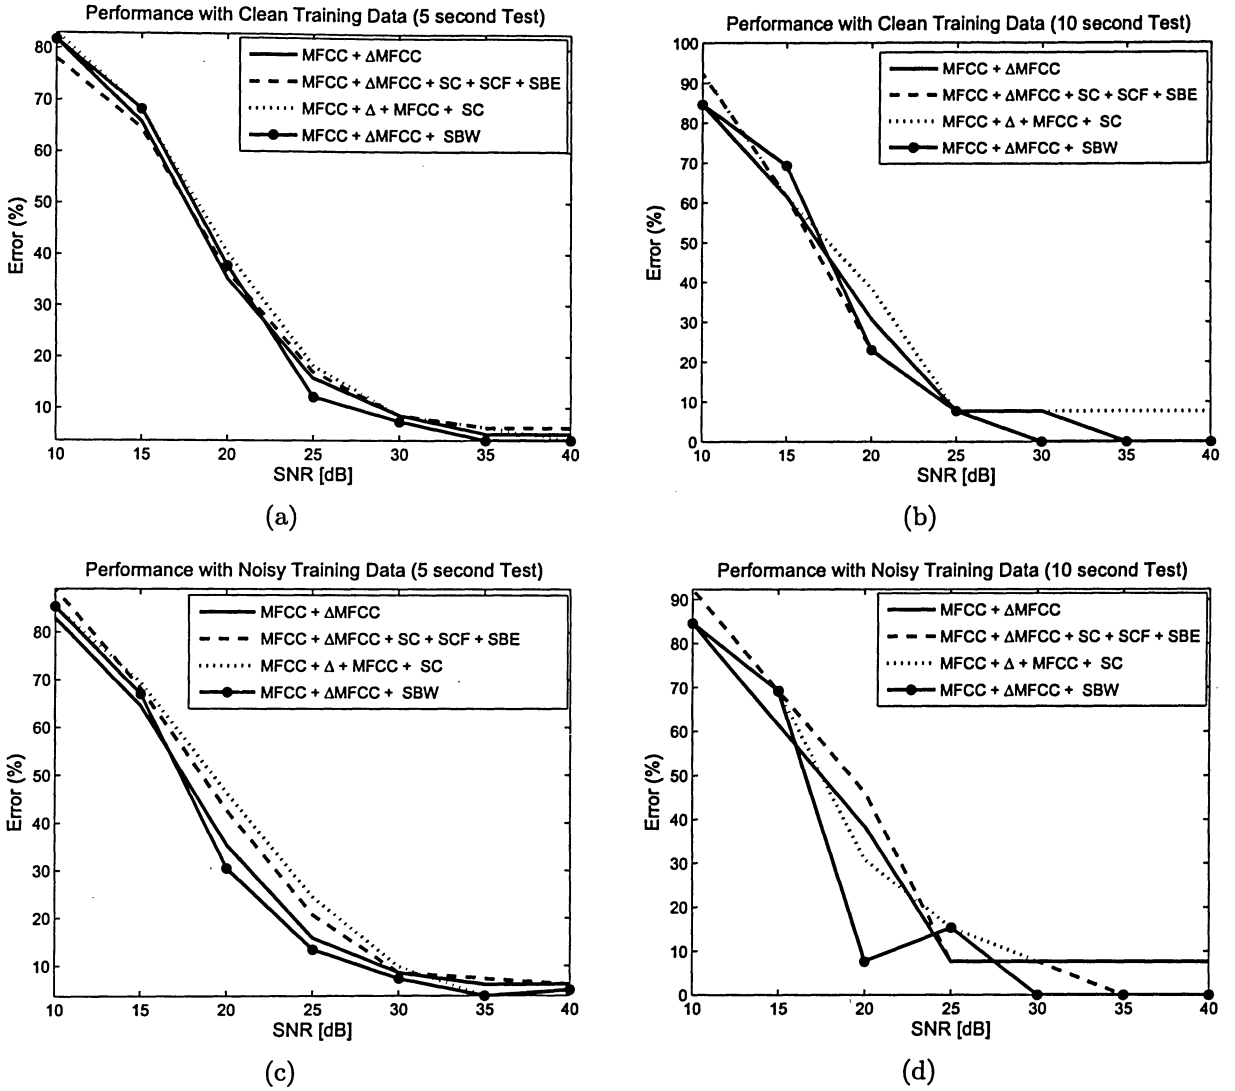 Performance with Clean Training Data (5 second Test)
MFCC + ΔMFCC
MFCC + ΔMFCC + SC + SCF + SBE
MFCC + Δ + MFCC + SC
MFCC + ΔMFCC + SBW
Error (%)
80
70
60
50
40
30
20
10
10 15 20 25 30 35 40
SNR [dB]
(a)
Performance with Clean Training Data (10 second Test)
MFCC + ΔMFCC
MFCC + ΔMFCC + SC + SCF + SBE
MFCC + Δ + MFCC + SC
MFCC + ΔMFCC + SBW
Error (%)
100
90
80
70
60
50
40
30
20
10
0
10 15 20 25 30 35 40
SNR [dB]
(b)
Performance with Noisy Training Data (5 second Test)
MFCC + ΔMFCC
MFCC + ΔMFCC + SC + SCF + SBE
MFCC + Δ + MFCC + SC
MFCC + ΔMFCC + SBW
Error (%)
80
70
60
50
40
30
20
10
10 15 20 25 30 35 40
SNR [dB]
(c)
Performance with Noisy Training Data (10 second Test)
MFCC + ΔMFCC
MFCC + ΔMFCC + SC + SCF + SBE
MFCC + Δ + MFCC + SC
MFCC + ΔMFCC + SBW
Error (%)
90
80
70
60
50
40
30
20
10
0
10 15 20 25 30 35 40
SNR [dB]
(d)